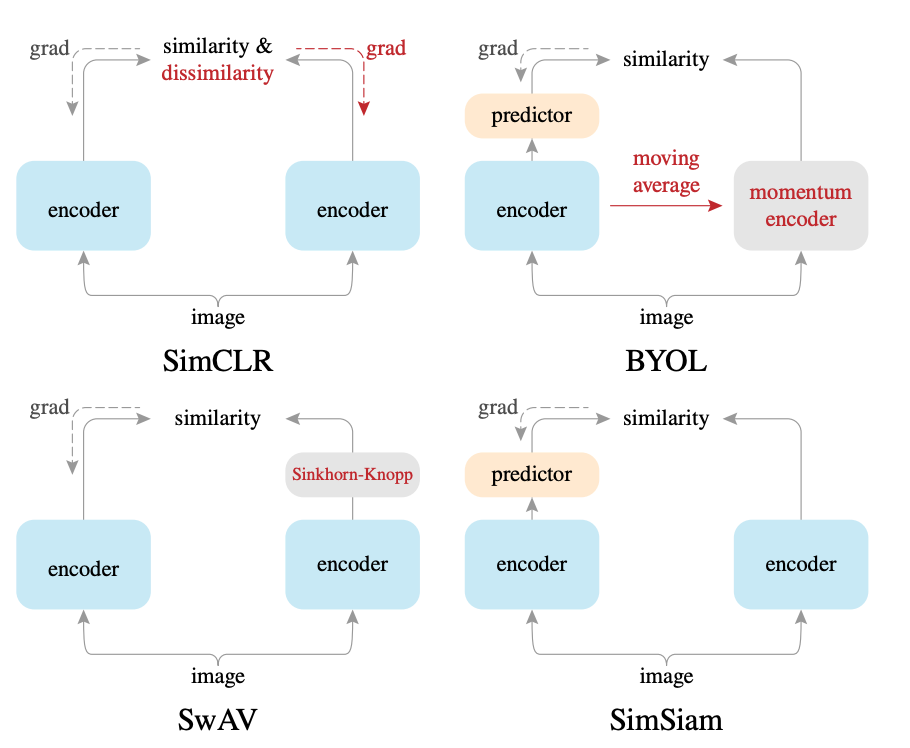 grad
similarity &
dissimilarity
grad
encoder
encoder
image
SimCLR
grad
similarity
predictor
encoder
moving
average
momentum
encoder
image
BYOL
grad
similarity
Sinkhorn-Knopp
encoder
encoder
image
SwAV
grad
similarity
predictor
encoder
encoder
image
SimSiam